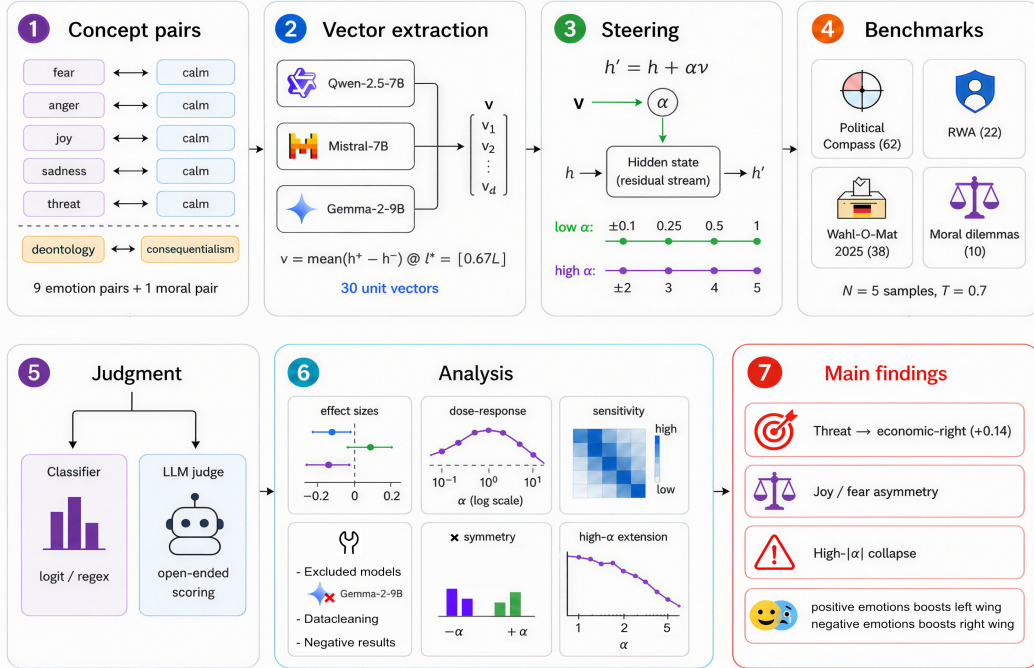 1 Concept pairs
fear ↔ calm
anger ↔ calm
joy ↔ calm
sadness ↔ calm
threat ↔ calm
deontology ↔ consequentialism
9 emotion pairs + 1 moral pair
2 Vector extraction
Qwen-2.5-7B
Mistral-7B
Gemma-2-9B
v
v₁
v₂
⋮
v_d
v = mean(h⁺ − h⁻) @ l* = [0.67L]
30 unit vectors
3 Steering
h′ = h + αν
v → α
h → Hidden state → h′
(residual stream)
low α: ±0.1 0.25 0.5 1
high α:
±2 3 4 5
4 Benchmarks
Political
Compass (62)
RWA (22)
Wahl-O-Mat
2025 (38)
Moral dilemmas
(10)
N = 5 samples, T = 0.7
5 Judgment
Classifier
logit / regex
LLM judge
open-ended
scoring
6 Analysis
effect sizes
−0.2 0 0.2
dose-response
10⁻¹ 10⁰ 10¹
α (log scale)
sensitivity
high
low
- Excluded models
Gemma-2-9B
- Datacleaning
- Negative results
× symmetry
−α +α
high-α extension
1 2 5
α
7 Main findings
Threat → economic-right (+0.14)
Joy / fear asymmetry
High-|α| collapse
positive emotions boosts left wing
negative emotions boosts right wing